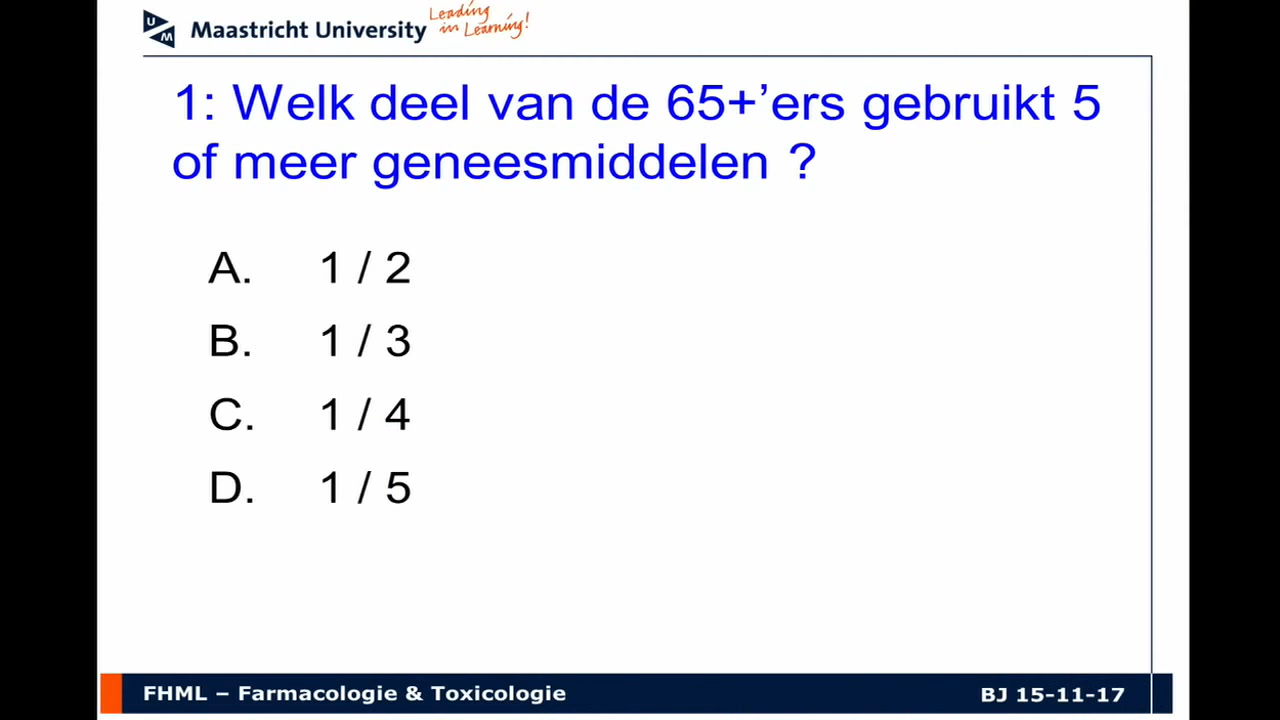 U
M
Maastricht University
Leading
in Learning!
1: Welk deel van de 65+’ers gebruikt 5
of meer geneesmiddelen ?
A. 1 / 2
B. 1 / 3
C. 1 / 4
D. 1 / 5
FHML – Farmacologie & Toxicologie
BJ 15-11-17